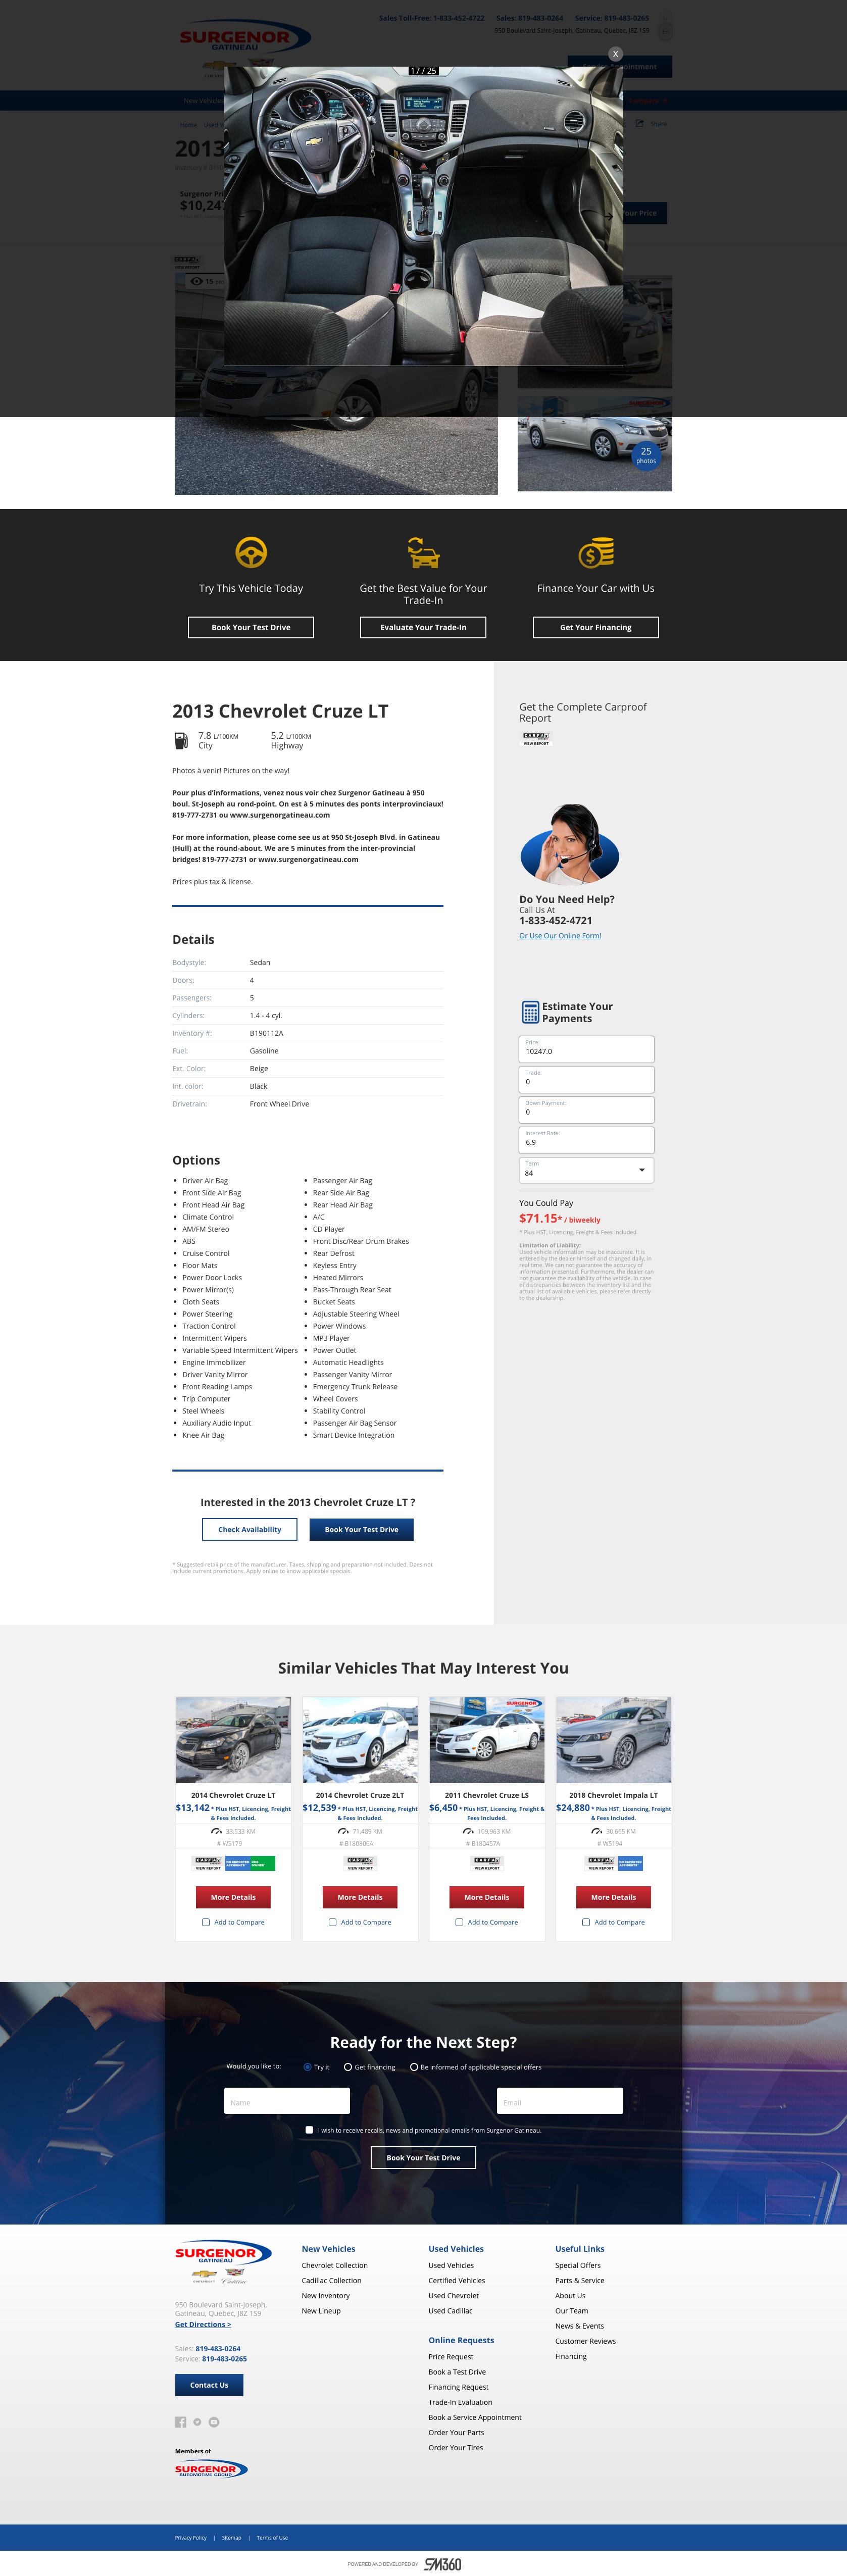 SURGENOR
GATINEAU
Sales Toll-Free: 1-833-452-4722 Sales: 819-483-0264 Service: 819-483-0265
950 Boulevard Saint-Joseph, Gatineau, Quebec, J8Z 1S9
X
17 / 25
New Vehicles
Home Used
Share
2013
Surgenor
$10,247
Your Price
VIEW REPORT
15
25
photos
Try This Vehicle Today
Book Your Test Drive
Get the Best Value for Your
Trade-In
Evaluate Your Trade-In
Finance Your Car with Us
Get Your Financing
2013 Chevrolet Cruze LT
7.8 L/100KM
City
5.2 L/100KM
Highway
Photos à venir! Pictures on the way!
Pour plus d'informations, venez nous voir chez Surgenor Gatineau à 950
boul. St-Joseph au rond-point. On est à 5 minutes des ponts interprovinciaux!
819-777-2731 ou www.surgenorgatineau.com
For more information, please come see us at 950 St-Joseph Blvd. in Gatineau
(Hull) at the round-about. We are 5 minutes from the inter-provincial
bridges! 819-777-2731 or www.surgenorgatineau.com
Prices plus tax & license.
Details
Bodystyle: Sedan
Doors: 4
Passengers: 5
Cylinders: 1.4 - 4 cyl.
Inventory #: B190112A
Fuel: Gasoline
Ext. Color: Beige
Int. color: Black
Drivetrain: Front Wheel Drive
Options
Driver Air Bag
Front Side Air Bag
Front Head Air Bag
Climate Control
AM/FM Stereo
ABS
Cruise Control
Floor Mats
Power Door Locks
Power Mirror(s)
Cloth Seats
Power Steering
Traction Control
Intermittent Wipers
Variable Speed Intermittent Wipers
Engine Immobilizer
Driver Vanity Mirror
Front Reading Lamps
Trip Computer
Steel Wheels
Auxiliary Audio Input
Knee Air Bag
Passenger Air Bag
Rear Side Air Bag
Rear Head Air Bag
A/C
CD Player
Front Disc/Rear Drum Brakes
Rear Defrost
Keyless Entry
Heated Mirrors
Pass-Through Rear Seat
Bucket Seats
Adjustable Steering Wheel
Power Windows
MP3 Player
Power Outlet
Automatic Headlights
Passenger Vanity Mirror
Emergency Trunk Release
Wheel Covers
Stability Control
Passenger Air Bag Sensor
Smart Device Integration
Interested in the 2013 Chevrolet Cruze LT ?
Check Availability
Book Your Test Drive
* Suggested retail price of the manufacturer. Taxes, shipping and preparation not included. Does not
include current promotions. Apply online to know applicable specials.
Get the Complete Carproof
Report
CARFAX
VIEW REPORT
Do You Need Help?
Call Us At
1-833-452-4721
Or Use Our Online Form!
Estimate Your
Payments
Price:
10247.0
Trade:
0
Down Payment:
0
Interest Rate:
6.9
Term
84
You Could Pay
$71.15* / biweekly
* Plus HST, Licencing, Freight & Fees Included.
Limitation of Liability:
Used vehicle information may be inaccurate. It is
entered by the dealer himself and changed daily, in
real time. We can not guarantee the accuracy of
information presented. Furthermore, the dealer can
not guarantee the availability of the vehicle. In case
of discrepancies between the inventory list and the
actual list of available vehicles, please refer directly
to the dealership.
Similar Vehicles That May Interest You
2014 Chevrolet Cruze LT
$13,142 * Plus HST, Licencing, Freight
& Fees Included.
33,533 KM
# W5179
CARFAX
VIEW REPORT
More Details
Add to Compare
2014 Chevrolet Cruze 2LT
$12,539 * Plus HST, Licencing, Freight
& Fees Included.
71,489 KM
# B180806A
CARFAX
VIEW REPORT
More Details
Add to Compare
SURGENOR
2011 Chevrolet Cruze LS
$6,450 * Plus HST, Licencing, Freight &
Fees Included.
109,963 KM
# B180457A
CARFAX
VIEW REPORT
More Details
Add to Compare
2018 Chevrolet Impala LT
$24,880 * Plus HST, Licencing, Freight
& Fees Included.
30,665 KM
# W5194
CARFAX
VIEW REPORT
More Details
Add to Compare
Ready for the Next Step?
Would you like to: Try it Get financing Be informed of applicable special offers
Name
Email
I wish to receive recalls, news and promotional emails from Surgenor Gatineau.
Book Your Test Drive
SURGENOR
GATINEAU
CHEVROLET Cadillac
950 Boulevard Saint-Joseph,
Gatineau, Quebec, J8Z 1S9
Get Directions >
Sales: 819-483-0264
Service: 819-483-0265
Contact Us
Members of
SURGENOR
AUTOMOTIVE GROUP
New Vehicles
Chevrolet Collection
Cadillac Collection
New Inventory
New Lineup
Used Vehicles
Used Vehicles
Certified Vehicles
Used Chevrolet
Used Cadillac
Online Requests
Price Request
Book a Test Drive
Financing Request
Trade-In Evaluation
Book a Service Appointment
Order Your Parts
Order Your Tires
Useful Links
Special Offers
Parts & Service
About Us
Our Team
News & Events
Customer Reviews
Financing
Privacy Policy | Sitemap | Terms of Use
POWERED AND DEVELOPED BY SM360